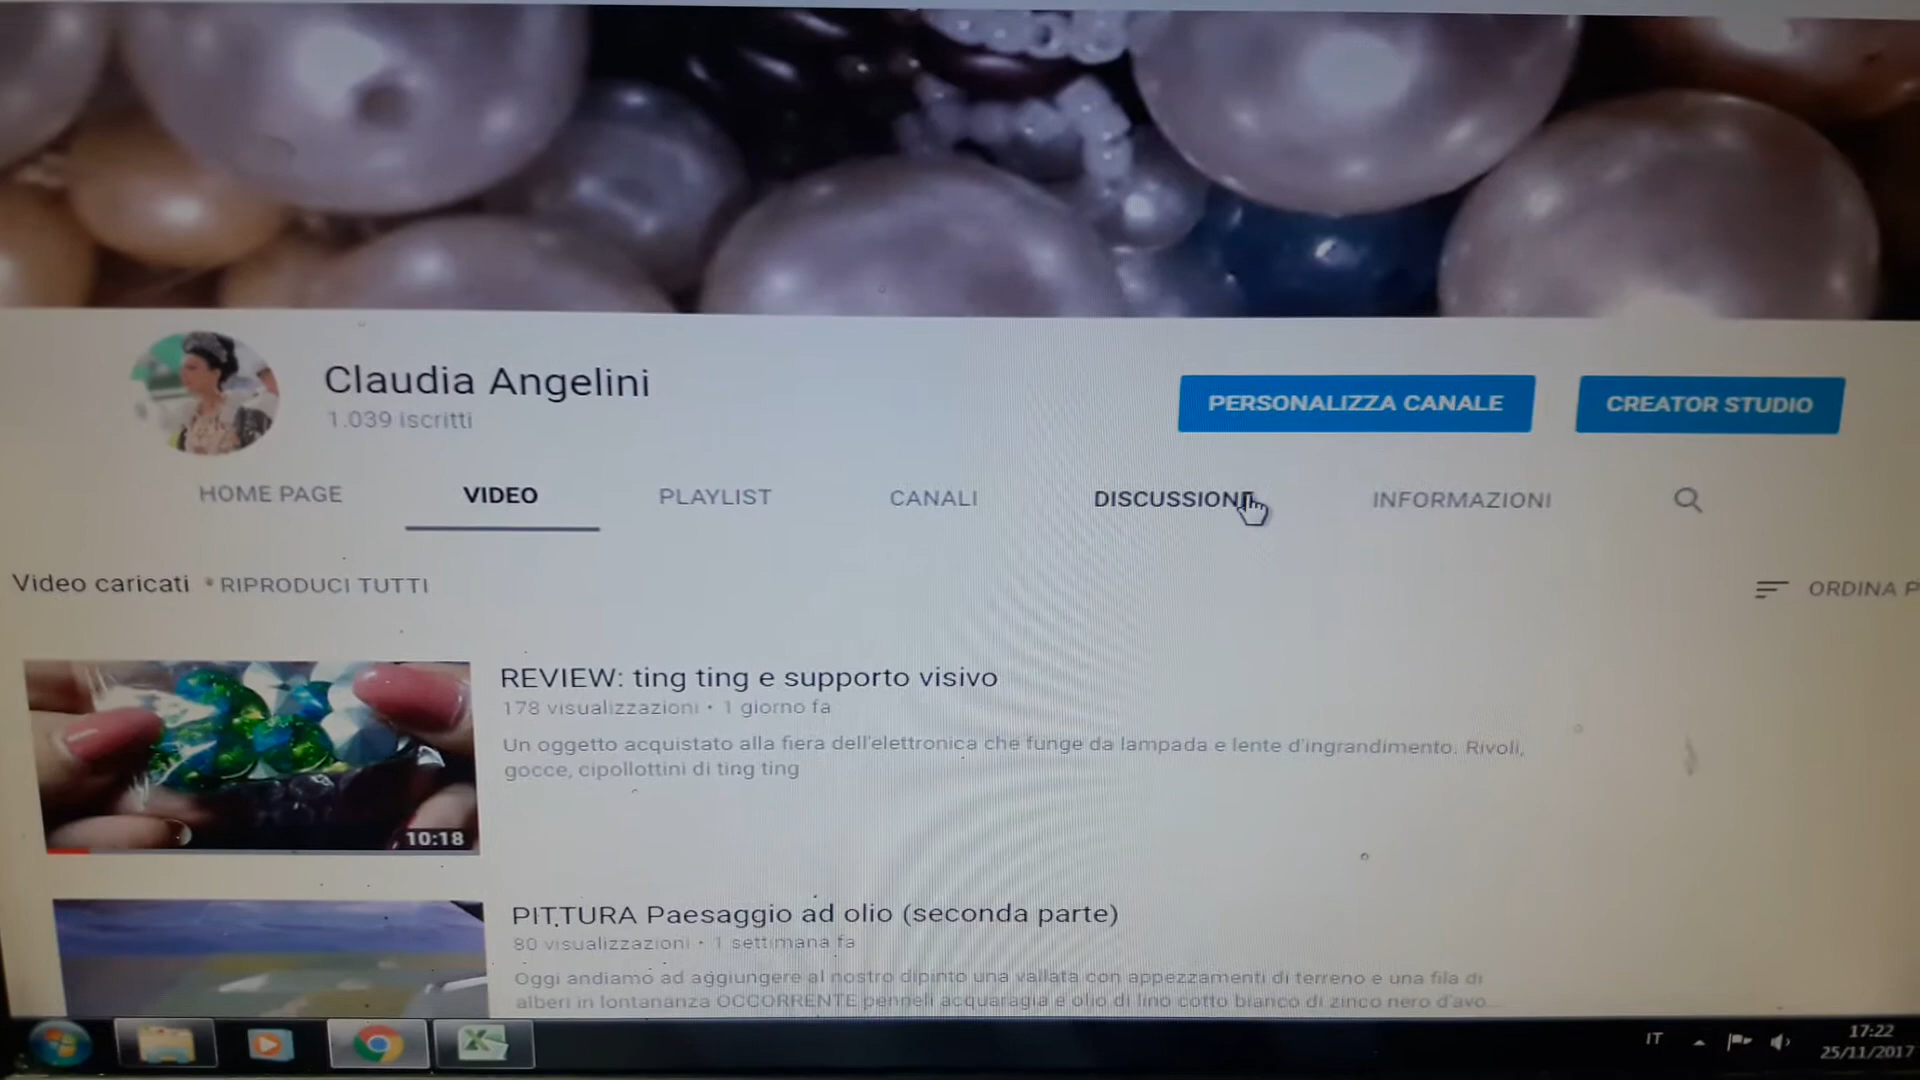 Claudia Angelini
1.039 iscritti
PERSONALIZZA CANALE
CREATOR STUDIO
HOME PAGE
VIDEO
PLAYLIST
CANALI
DISCUSSIONE
INFORMAZIONI
Video caricati
RIPRODUCI TUTTI
ORDINA P
REVIEW: ting ting e supporto visivo
178 visualizzazioni • 1 giorno fa
Un oggetto acquistato alla fiera dell'elettronica che funge da lampada e lente d'ingrandimento. Rivoli,
gocce, cipollottini di ting ting
10:18
PITTURA Paesaggio ad olio (seconda parte)
80 visualizzazioni • 1 settimana fa
Oggi andiamo ad aggiungere al nostro dipinto una vallata con appezzamenti di terreno e una fila di
alberi in lontananza OCCORRENTE pennelli acquaragia e olio di lino cotto bianco di zinco nero d'avo...
IT
17:22
25/11/2017